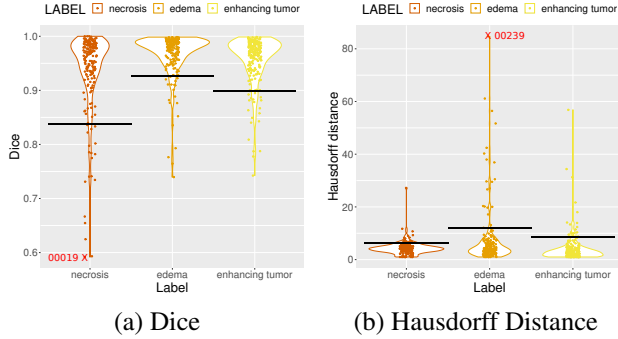 LABEL necrosis edema enhancing tumor
1.0
0.9
0.8
0.7
0.6
Dice
00019 X
necrosis edema enhancing tumor
Label
(a) Dice
LABEL necrosis edema enhancing tumor
80
60
40
20
0
Hausdorff distance
X 00239
necrosis edema enhancing tumor
Label
(b) Hausdorff Distance